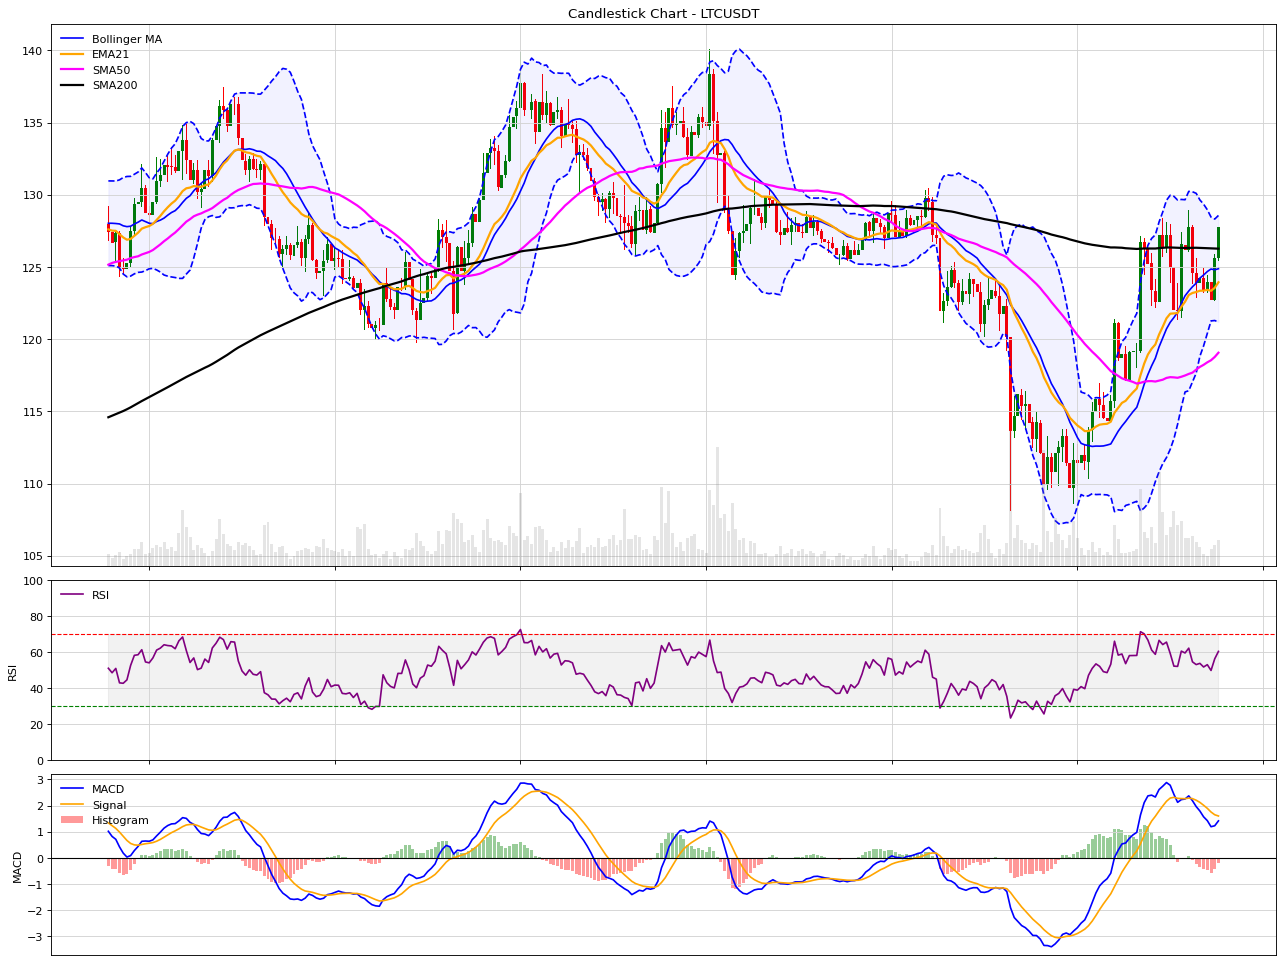 Candlestick Chart - LTCUSDT
Bollinger MA
EMA21
SMA50
SMA200
140
135
130
125
120
115
110
105
RSI
100
80
60
40
20
0
RSI
MACD
Signal
Histogram
3
2
1
0
−1
−2
−3
MACD